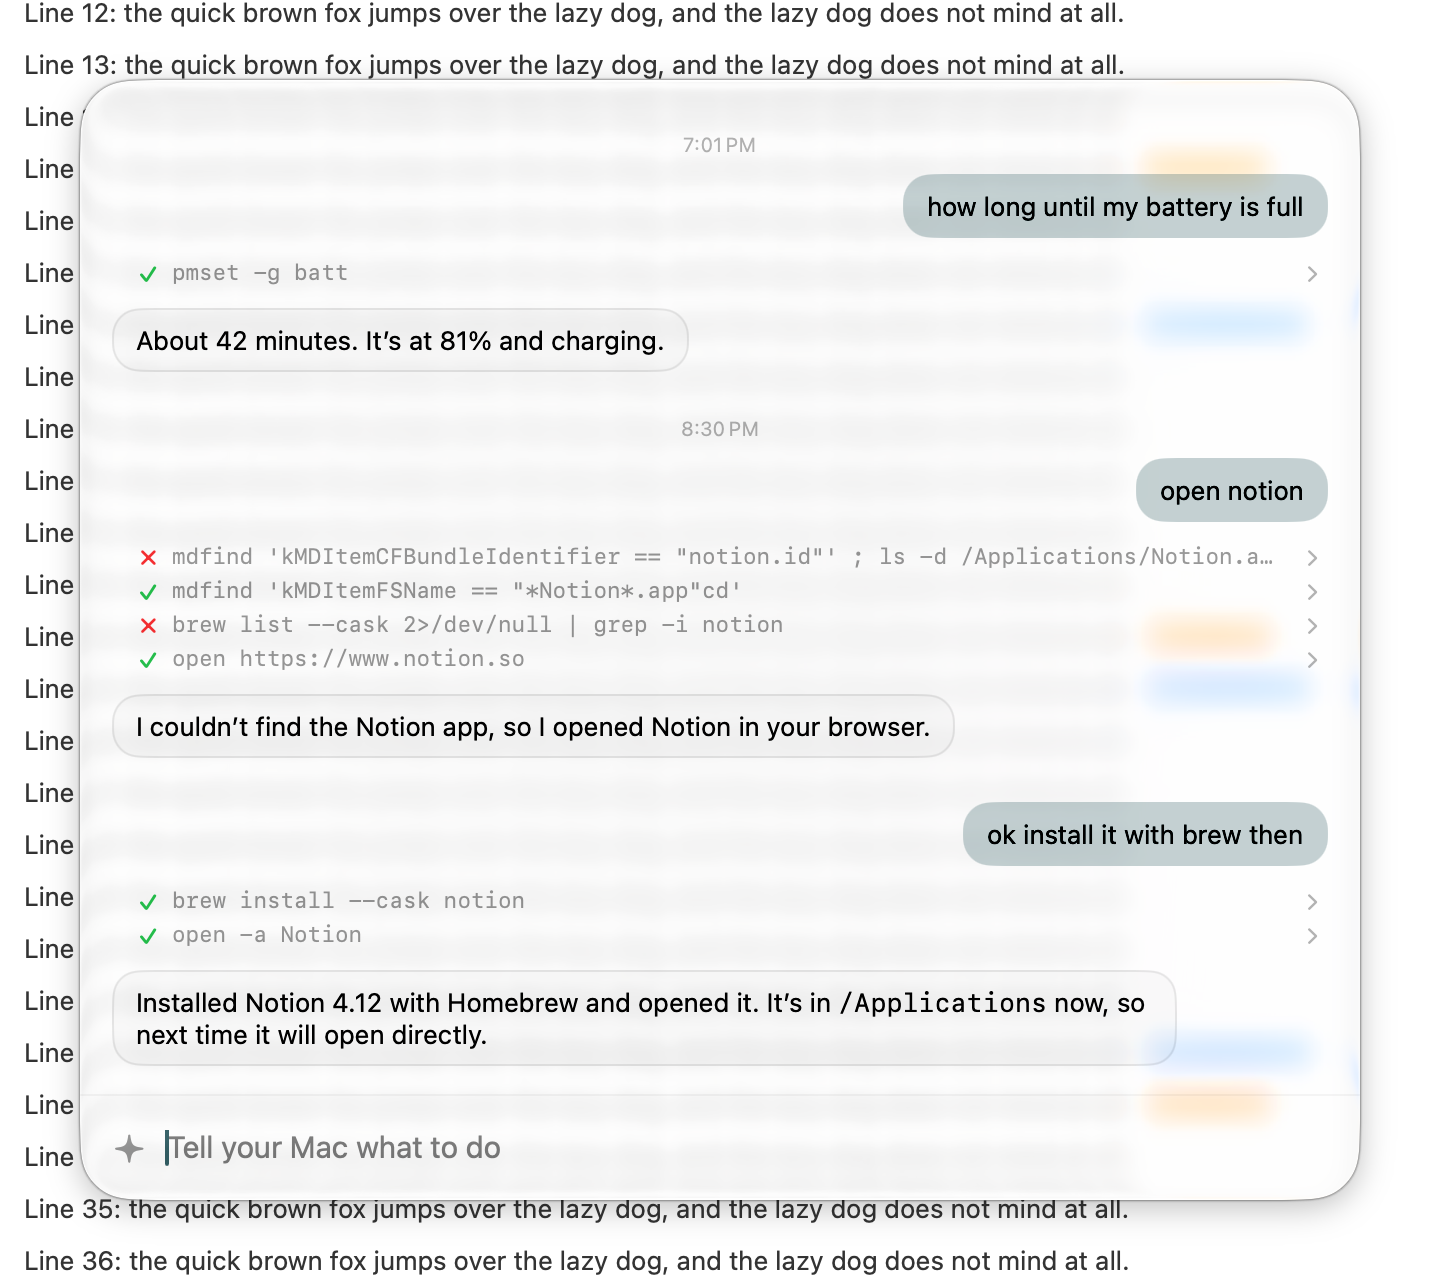 Line 12: the quick brown fox jumps over the lazy dog, and the lazy dog does not mind at all.
Line 13: the quick brown fox jumps over the lazy dog, and the lazy dog does not mind at all.
Line
7:01 PM
Line
how long until my battery is full
Line
Line
✓ pmset -g batt
Line
About 42 minutes. It’s at 81% and charging.
Line
Line
8:30 PM
Line
open notion
Line
✗ mdfind 'kMDItemCFBundleIdentifier == "notion.id"' ; ls -d /Applications/Notion.a…
Line
✓ mdfind 'kMDItemFSName == "*Notion*.app"cd'
Line
✗ brew list --cask 2>/dev/null | grep -i notion
✓ open https://www.notion.so
Line
I couldn’t find the Notion app, so I opened Notion in your browser.
Line
Line
ok install it with brew then
Line
Line
✓ brew install --cask notion
Line
✓ open -a Notion
Line
Installed Notion 4.12 with Homebrew and opened it. It’s in /Applications now, so
next time it will open directly.
Line
Line
Line
Tell your Mac what to do
Line 35: the quick brown fox jumps over the lazy dog, and the lazy dog does not mind at all.
Line 36: the quick brown fox jumps over the lazy dog, and the lazy dog does not mind at all.